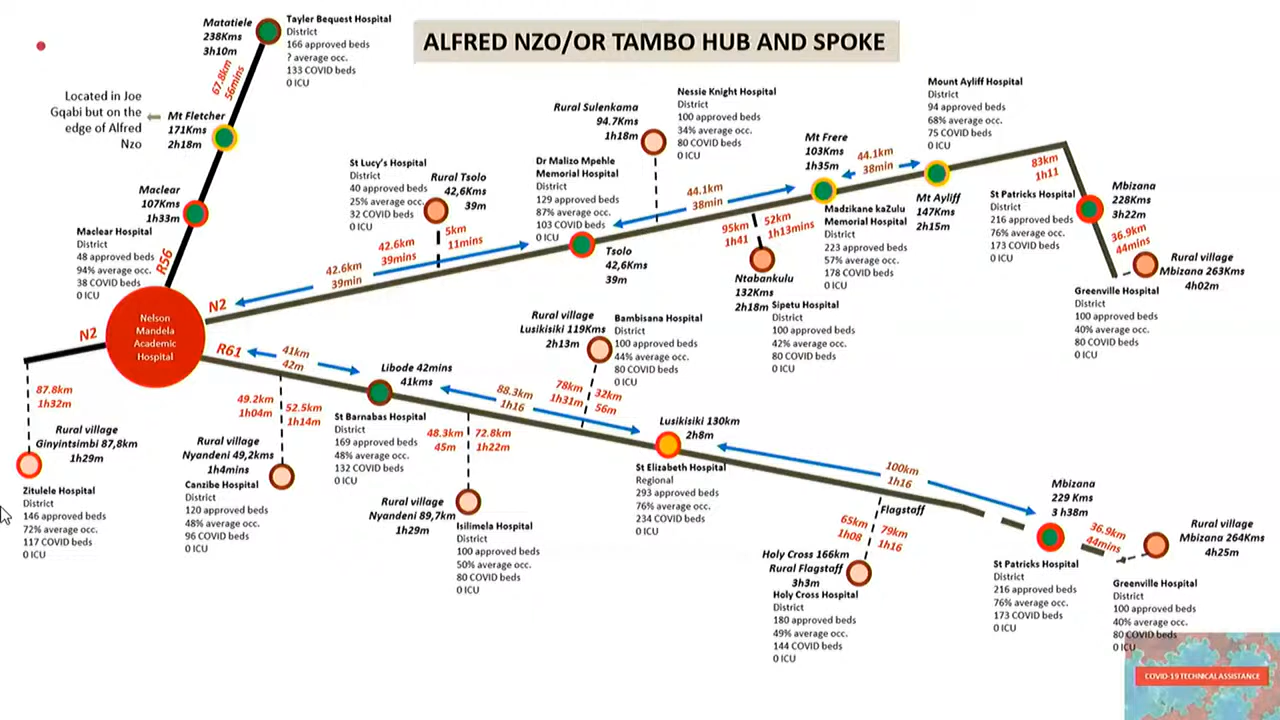 ALFRED NZO/OR TAMBO HUB AND SPOKE
Matatiele
238Kms
3h10m
Tayler Bequest Hospital
District
166 approved beds
? average occ.
133 COVID beds
0 ICU
67.8km
56mins
Located in Joe
Gqabi but on the
edge of Alfred
Nzo
Mt Fletcher
171Kms
2h18m
Maclear
107Kms
1h33m
Maclear Hospital
District
48 approved beds
94% average occ.
38 COVID beds
0 ICU
R56
Nelson
Mandela
Academic
Hospital
N2
N2
R61
St Lucy's Hospital
District
40 approved beds
25% average occ.
32 COVID beds
0 ICU
Rural Tsolo
42,6Kms
39m
5km
11mins
42.6km
39mins
42.6km
39min
Dr Malizo Mpehle
Memorial Hospital
District
129 approved beds
87% average occ.
103 COVID beds
0 ICU
Tsolo
42,6Kms
39m
Rural Sulenkama
94.7Kms
1h18m
Nessie Knight Hospital
District
100 approved beds
34% average occ.
80 COVID beds
0 ICU
44.1km
38min
95km
1h41
52km
1h13mins
Ntabankulu
132Kms
2h18m
Sipetu Hospital
District
100 approved beds
42% average occ.
80 COVID beds
0 ICU
Mt Frere
103Kms
1h35m
Madzikane kaZulu
Memorial Hospital
District
223 approved beds
57% average occ.
178 COVID beds
0 ICU
44.1km
38min
Mount Ayliff Hospital
District
94 approved beds
68% average occ.
75 COVID beds
0 ICU
Mt Ayliff
147Kms
2h15m
83km
1h11
St Patricks Hospital
District
216 approved beds
76% average occ.
173 COVID beds
0 ICU
Mbizana
228Kms
3h22m
36.9km
44mins
Rural village
Mbizana 263Kms
4h02m
Greenville Hospital
District
100 approved beds
40% average occ.
80 COVID beds
0 ICU
87.8km
1h32m
Rural village
Ginyintsimbi 87,8km
1h29m
Zitulele Hospital
District
146 approved beds
72% average occ.
117 COVID beds
0 ICU
41km
42m
49.2km
1h04m
52.5km
1h14m
Rural village
Nyandeni 49,2kms
1h4mins
Canzibe Hospital
District
120 approved beds
48% average occ.
96 COVID beds
0 ICU
Libode 42mins
41kms
St Barnabas Hospital
District
169 approved beds
48% average occ.
132 COVID beds
0 ICU
48.3km
45m
72.8km
1h22m
Rural village
Nyandeni 89,7km
1h29m
Isilimela Hospital
District
100 approved beds
50% average occ.
80 COVID beds
0 ICU
88.3km
1h16
Rural village
Lusikisiki 119Kms
2h13m
Bambisana Hospital
District
100 approved beds
44% average occ.
80 COVID beds
0 ICU
78km
1h31m
32km
56m
Lusikisiki 130km
2h8m
St Elizabeth Hospital
Regional
293 approved beds
76% average occ.
234 COVID beds
0 ICU
100km
1h16
Flagstaff
65km
1h08
79km
1h16
Holy Cross 166km
Rural Flagstaff
3h3m
Holy Cross Hospital
District
180 approved beds
49% average occ.
144 COVID beds
0 ICU
Mbizana
229 Kms
3 h38m
St Patricks Hospital
District
216 approved beds
76% average occ.
173 COVID beds
0 ICU
36.9km
44mins
Rural village
Mbizana 264Kms
4h25m
Greenville Hospital
District
100 approved beds
40% average occ.
80 COVID beds
0 ICU
COVID-19 TECHNICAL ASSISTANCE